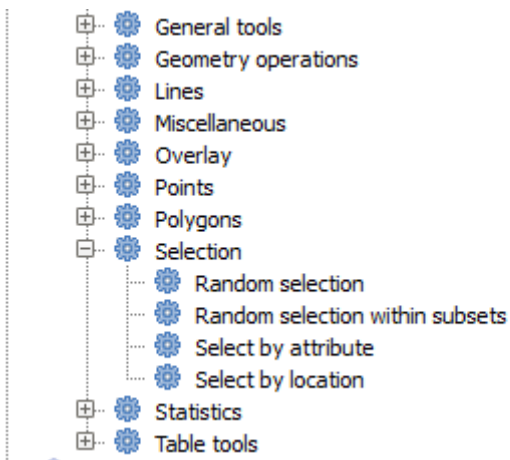 General tools
Geometry operations
Lines
Miscellaneous
Overlay
Points
Polygons
Selection
Random selection
Random selection within subsets
Select by attribute
Select by location
Statistics
Table tools